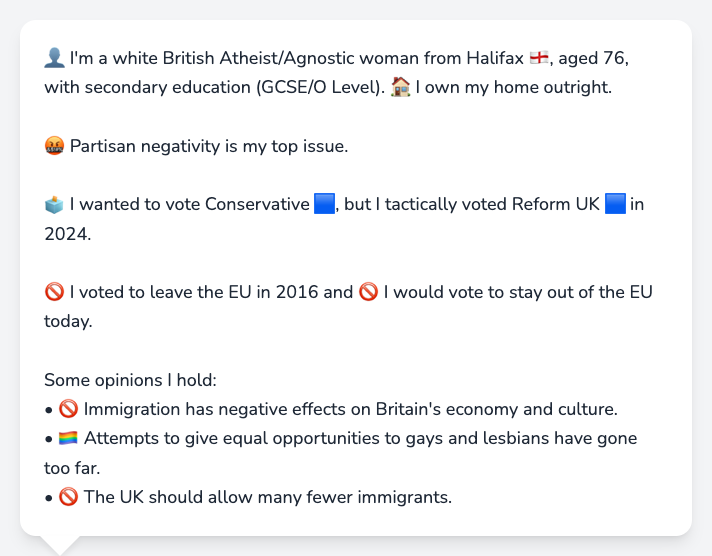 👤 I'm a white British Atheist/Agnostic woman from Halifax 🏴󠁧󠁢󠁥󠁮󠁧󠁿, aged 76,
with secondary education (GCSE/O Level). 🏠 I own my home outright.
🤬 Partisan negativity is my top issue.
🗳️ I wanted to vote Conservative 🟦, but I tactically voted Reform UK 🟦 in
2024.
🚫 I voted to leave the EU in 2016 and 🚫 I would vote to stay out of the EU
today.
Some opinions I hold:
• 🚫 Immigration has negative effects on Britain's economy and culture.
• 🏳️‍🌈 Attempts to give equal opportunities to gays and lesbians have gone
too far.
• 🚫 The UK should allow many fewer immigrants.